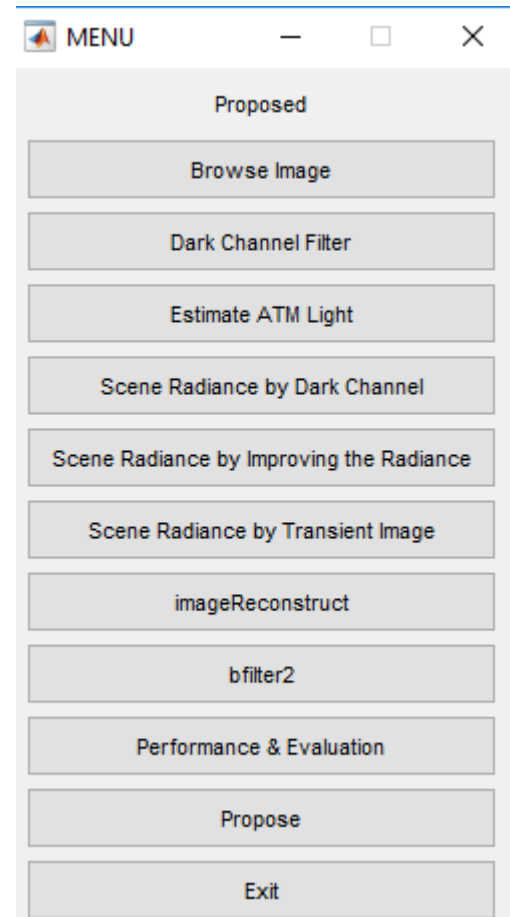 MENU
Proposed
Browse Image
Dark Channel Filter
Estimate ATM Light
Scene Radiance by Dark Channel
Scene Radiance by Improving the Radiance
Scene Radiance by Transient Image
imageReconstruct
bfilter2
Performance & Evaluation
Propose
Exit